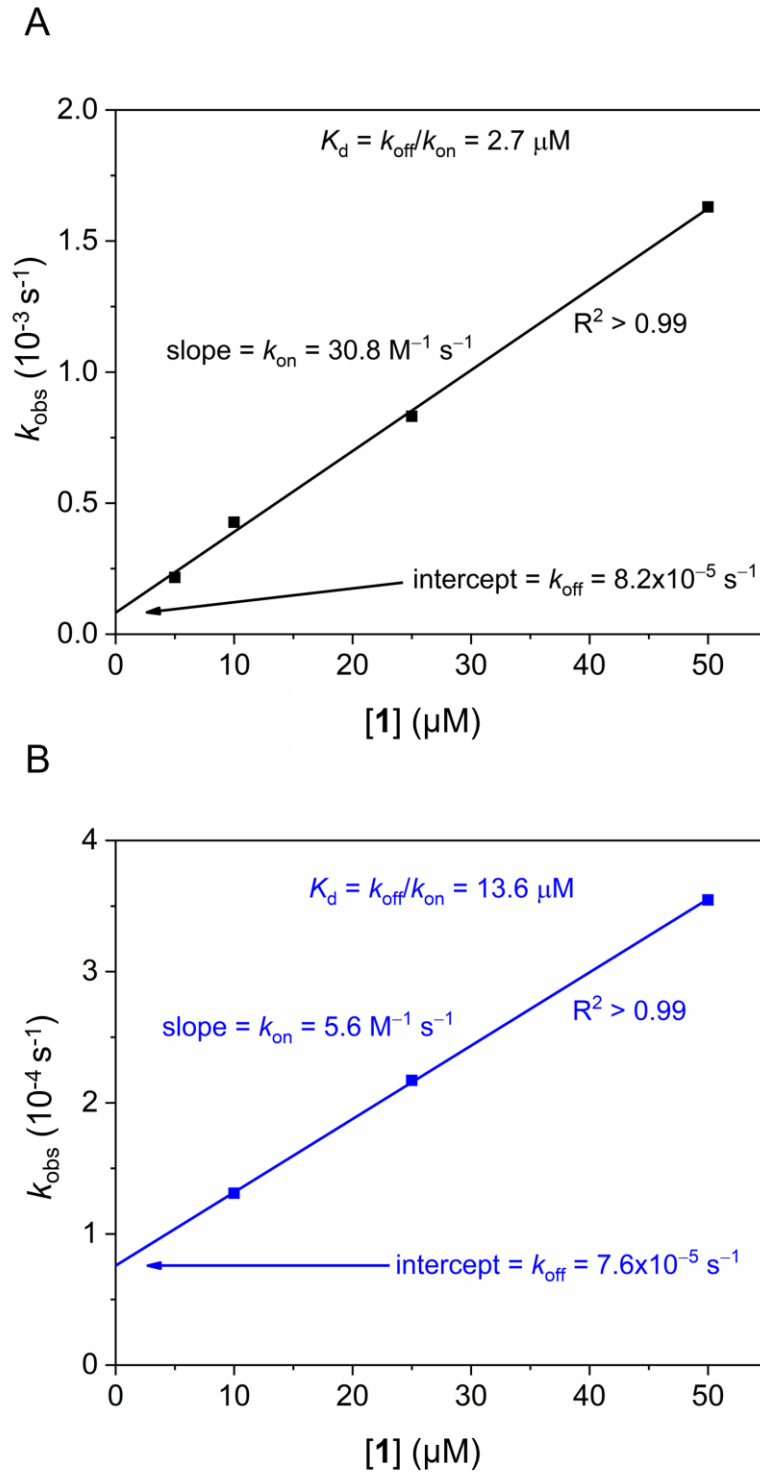 A
K_d = k_off/k_on = 2.7 μM
2.0
1.5
1.0
0.5
0.0
k_obs (10⁻³ s⁻¹)
R² > 0.99
slope = k_on = 30.8 M⁻¹ s⁻¹
intercept = k_off = 8.2x10⁻⁵ s⁻¹
0 10 20 30 40 50
[1] (μM)
B
K_d = k_off/k_on = 13.6 μM
4
3
2
1
0
k_obs (10⁻⁴ s⁻¹)
R² > 0.99
slope = k_on = 5.6 M⁻¹ s⁻¹
intercept = k_off = 7.6x10⁻⁵ s⁻¹
0 10 20 30 40 50
[1] (μM)